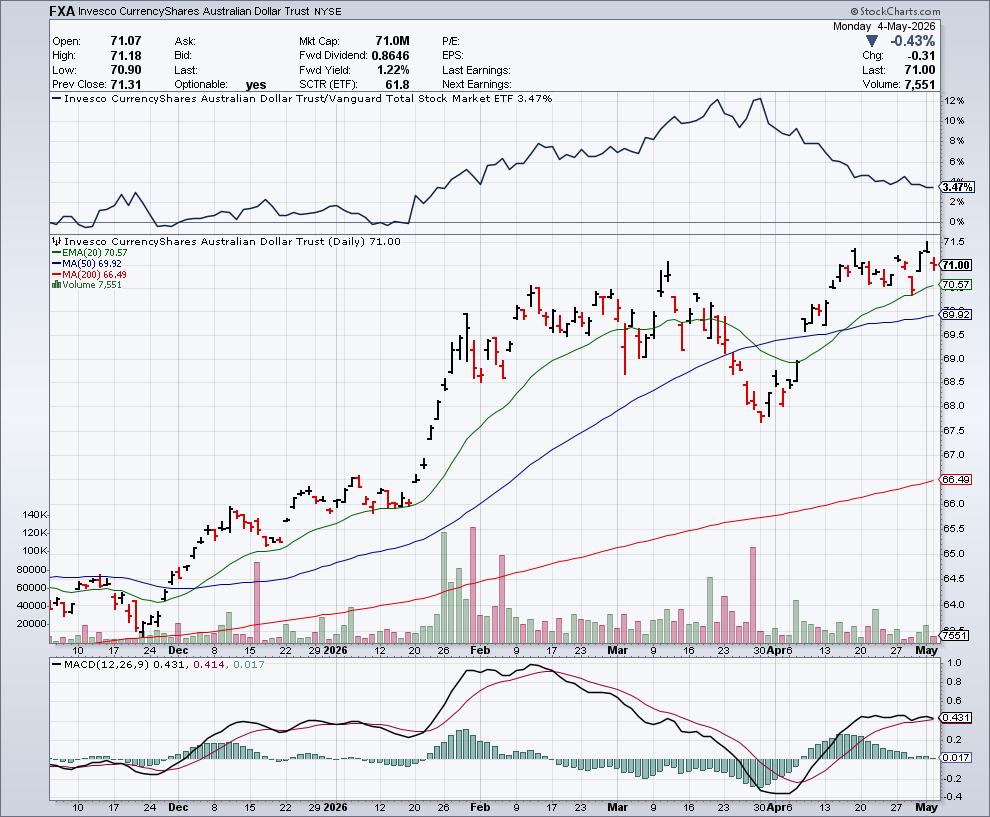 FXA Invesco CurrencyShares Australian Dollar Trust NYSE © StockCharts.com
Monday 4-May-2026
Open: 71.07 Ask: Mkt Cap: 71.0M P/E: ▼ -0.43%
High: 71.18 Bid: Fwd Dividend: 0.8646 EPS: Chg: -0.31
Low: 70.90 Last: Fwd Yield: 1.22% Last Earnings: Last: 71.00
Prev Close: 71.31 Optionable: yes SCTR (ETF): 61.8 Next Earnings: Volume: 7,551
Invesco CurrencyShares Australian Dollar Trust/Vanguard Total Stock Market ETF 3.47%
12%
10%
8%
6%
4%
3.47%
2%
0%
Invesco CurrencyShares Australian Dollar Trust (Daily) 71.00
EMA(20) 70.57
MA(50) 69.92
MA(200) 66.49
Volume 7,551
71.5
71.00
70.57
69.92
69.5
69.0
68.5
68.0
67.5
67.0
66.49
66.0
65.5
65.0
64.5
64.0
7551
140K
120K
100K
80000
60000
40000
20000
10 17 24 Dec 8 15 22 29 2026 12 20 26 Feb 9 17 23 Mar 9 16 23 30 Apr 6 13 20 27 May
MACD(12,26,9) 0.431, 0.414, 0.017
1.0
0.8
0.6
0.431
0.2
0.017
-0.2
-0.4
10 17 24 Dec 8 15 22 29 2026 12 20 26 Feb 9 17 23 Mar 9 16 23 30 Apr 6 13 20 27 May